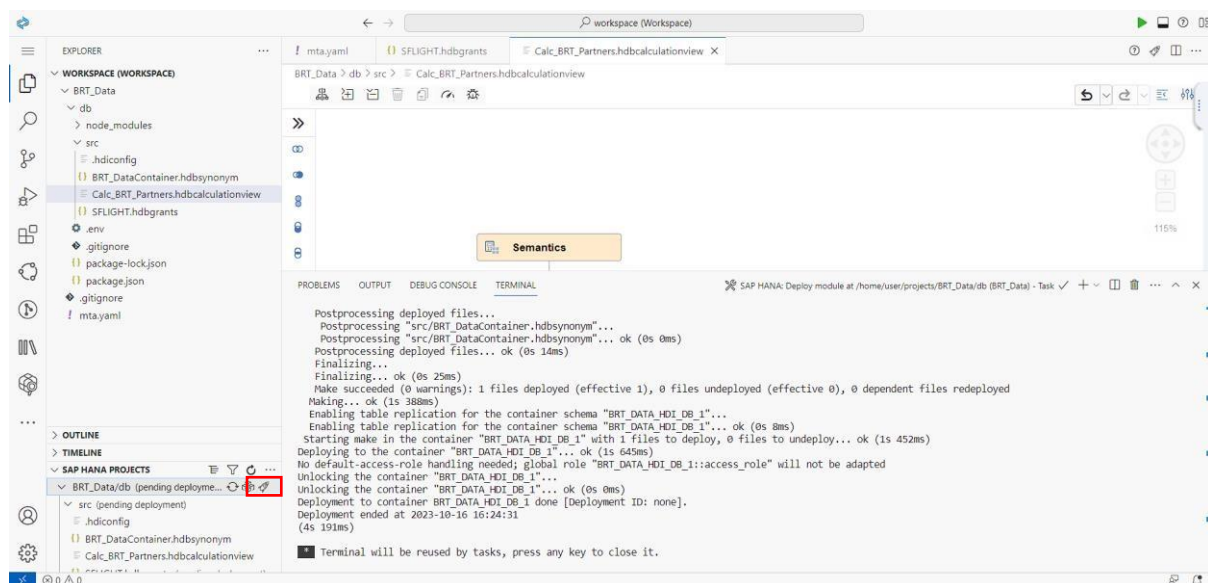 workspace (Workspace)
EXPLORER
WORKSPACE (WORKSPACE)
BRT_Data
db
node_modules
src
.hdiconfig
BRT_DataContainer.hdbsynonym
Calc_BRT_Partners.hdbcalculationview
SFLIGHT.hdbgrants
.env
.gitignore
package-lock.json
package.json
.gitignore
mta.yaml
OUTLINE
TIMELINE
SAP HANA PROJECTS
BRT_Data/db (pending deployme...
src (pending deployment)
.hdiconfig
BRT_DataContainer.hdbsynonym
Calc_BRT_Partners.hdbcalculationview
mta.yaml
SFLIGHT.hdbgrants
Calc_BRT_Partners.hdbcalculationview
BRT_Data > db > src > Calc_BRT_Partners.hdbcalculationview
115%
Semantics
PROBLEMS OUTPUT DEBUG CONSOLE TERMINAL
SAP HANA: Deploy module at /home/user/projects/BRT_Data/db (BRT_Data) - Task
Postprocessing deployed files...
Postprocessing "src/BRT_DataContainer.hdbsynonym"...
Postprocessing "src/BRT_DataContainer.hdbsynonym"... ok (0s 0ms)
Postprocessing deployed files... ok (0s 14ms)
Finalizing...
Finalizing... ok (0s 25ms)
Make succeeded (0 warnings): 1 files deployed (effective 1), 0 files undeployed (effective 0), 0 dependent files redeployed
Making... ok (1s 388ms)
Enabling table replication for the container schema "BRT_DATA_HDI_DB_1"...
Enabling table replication for the container schema "BRT_DATA_HDI_DB_1"... ok (0s 8ms)
Starting make in the container "BRT_DATA_HDI_DB_1" with 1 files to deploy, 0 files to undeploy... ok (1s 452ms)
Deploying to the container "BRT_DATA_HDI_DB_1"... ok (1s 645ms)
No default-access-role handling needed; global role "BRT_DATA_HDI_DB_1::access_role" will not be adapted
Unlocking the container "BRT_DATA_HDI_DB_1"...
Unlocking the container "BRT_DATA_HDI_DB_1"... ok (0s 0ms)
Deployment to container BRT_DATA_HDI_DB_1 done [Deployment ID: none].
Deployment ended at 2023-10-16 16:24:31
(4s 191ms)
* Terminal will be reused by tasks, press any key to close it.
0 0